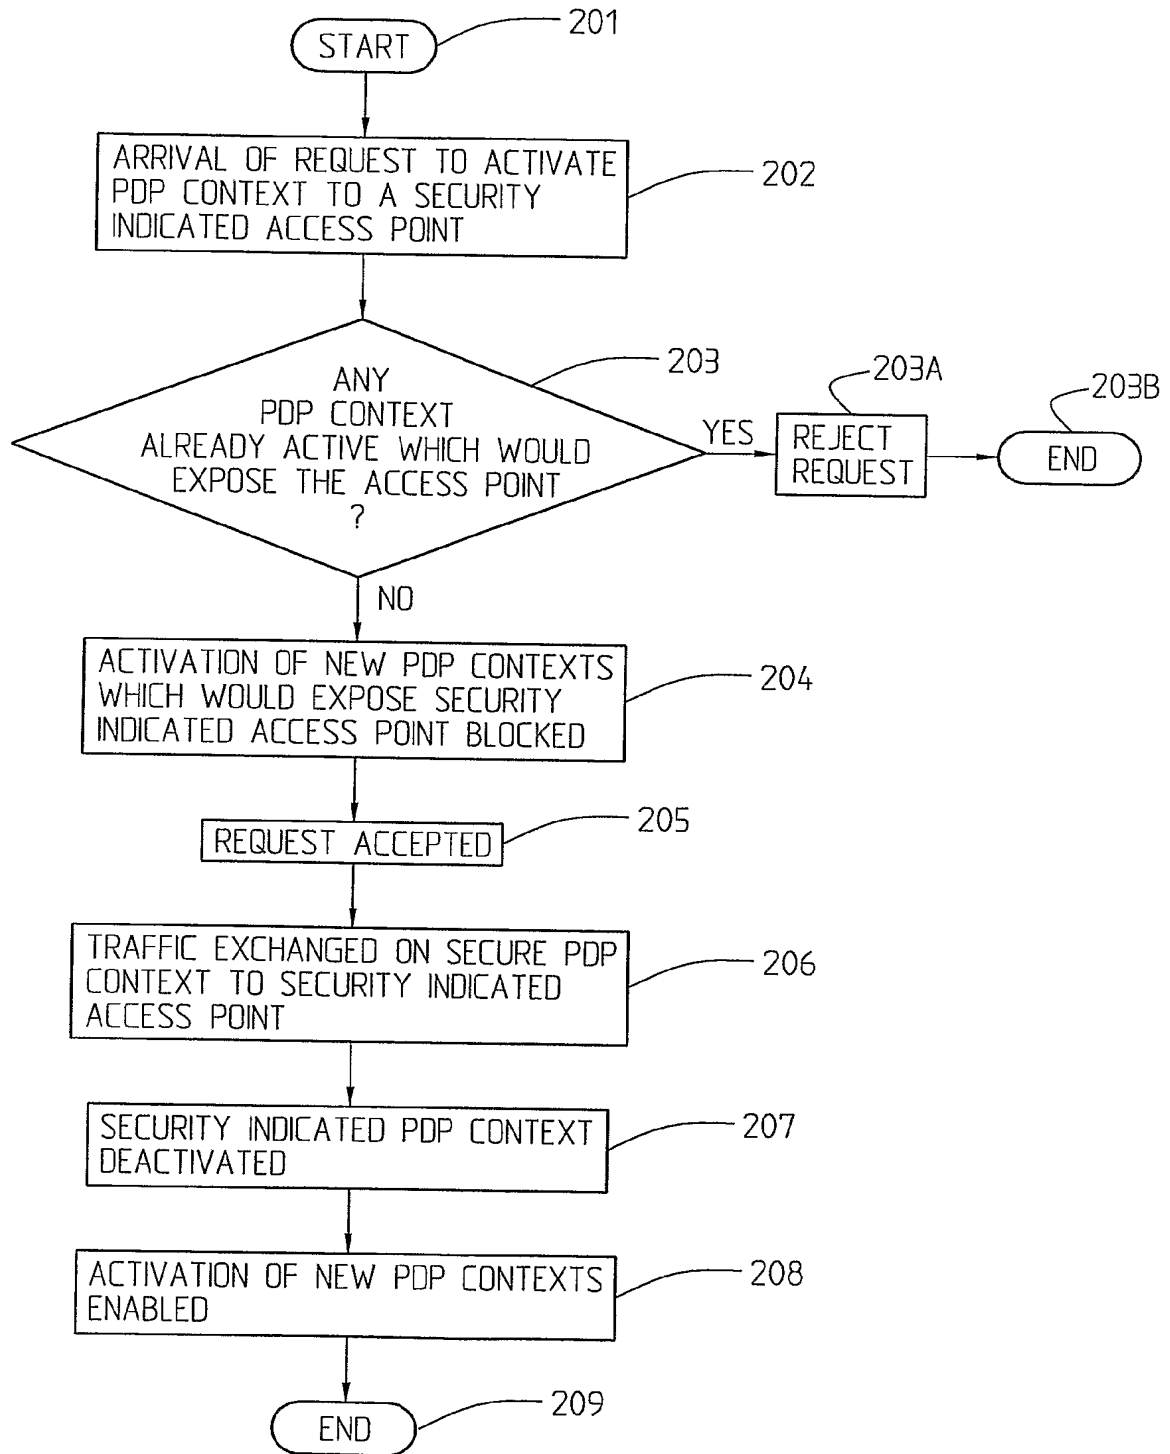 START
201
ARRIVAL OF REQUEST TO ACTIVATE
PDP CONTEXT TO A SECURITY
INDICATED ACCESS POINT
202
ANY
PDP CONTEXT
ALREADY ACTIVE WHICH WOULD
EXPOSE THE ACCESS POINT
?
203
YES
203A
REJECT
REQUEST
203B
END
NO
ACTIVATION OF NEW PDP CONTEXTS
WHICH WOULD EXPOSE SECURITY
INDICATED ACCESS POINT BLOCKED
204
REQUEST ACCEPTED
205
TRAFFIC EXCHANGED ON SECURE PDP
CONTEXT TO SECURITY INDICATED
ACCESS POINT
206
SECURITY INDICATED PDP CONTEXT
DEACTIVATED
207
ACTIVATION OF NEW PDP CONTEXTS
ENABLED
208
END
209